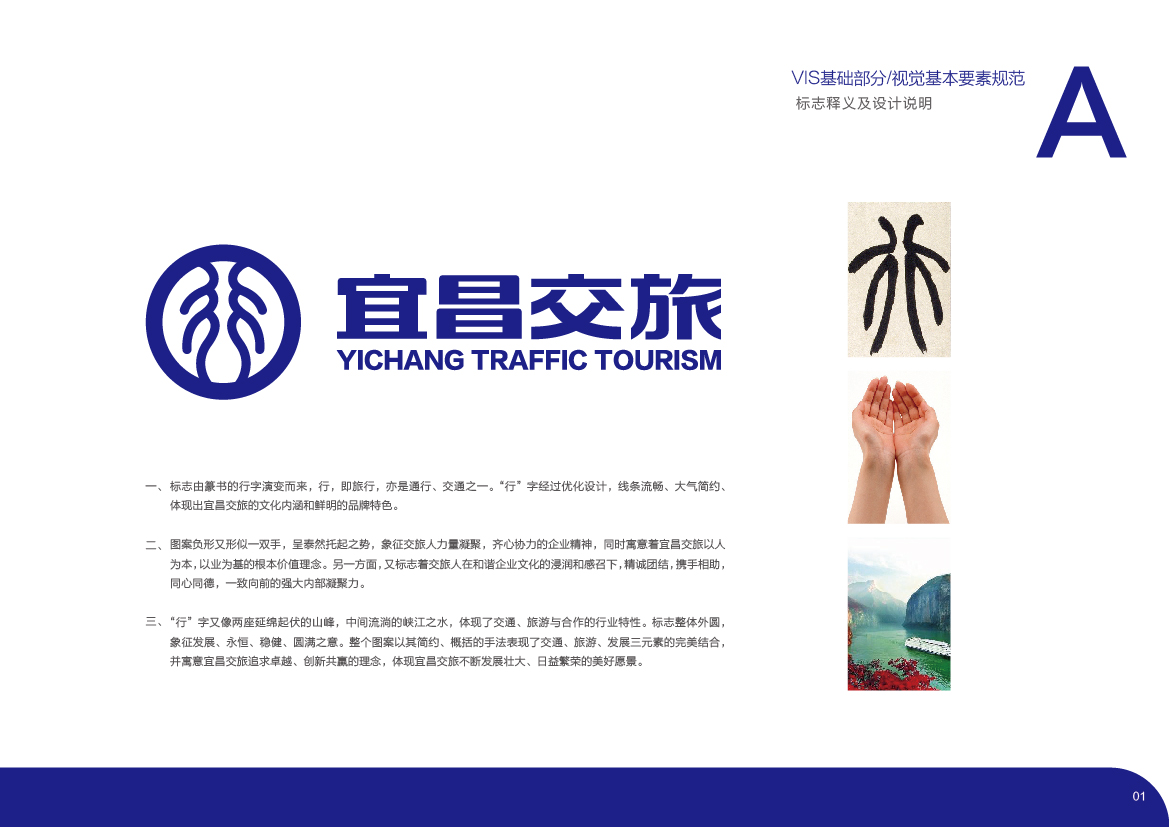 VIS基础部分/视觉基本要素规范
标志释义及设计说明
A
宜昌交旅
YICHANG TRAFFIC TOURISM
一、标志由篆书的行字演变而来，行，即旅行，亦是通行、交通之一。“行”字经过优化设计，线条流畅、大气简约、
体现出宜昌交旅的文化内涵和鲜明的品牌特色。
二、图案负形又形似一双手，呈泰然托起之势，象征交旅人力量凝聚，齐心协力的企业精神，同时寓意着宜昌交旅以人
为本，以业为基的根本价值理念。另一方面，又标志着交旅人在和谐企业文化的浸润和感召下，精诚团结，携手相助，
同心同德，一致向前的强大内部凝聚力。
三、“行”字又像两座延绵起伏的山峰，中间流淌的峡江之水，体现了交通、旅游与合作的行业特性。标志整体外圆，
象征发展、永恒、稳健、圆满之意。整个图案以其简约、概括的手法表现了交通、旅游、发展三元素的完美结合，
并寓意宜昌交旅追求卓越、创新共赢的理念，体现宜昌交旅不断发展壮大、日益繁荣的美好愿景。
01